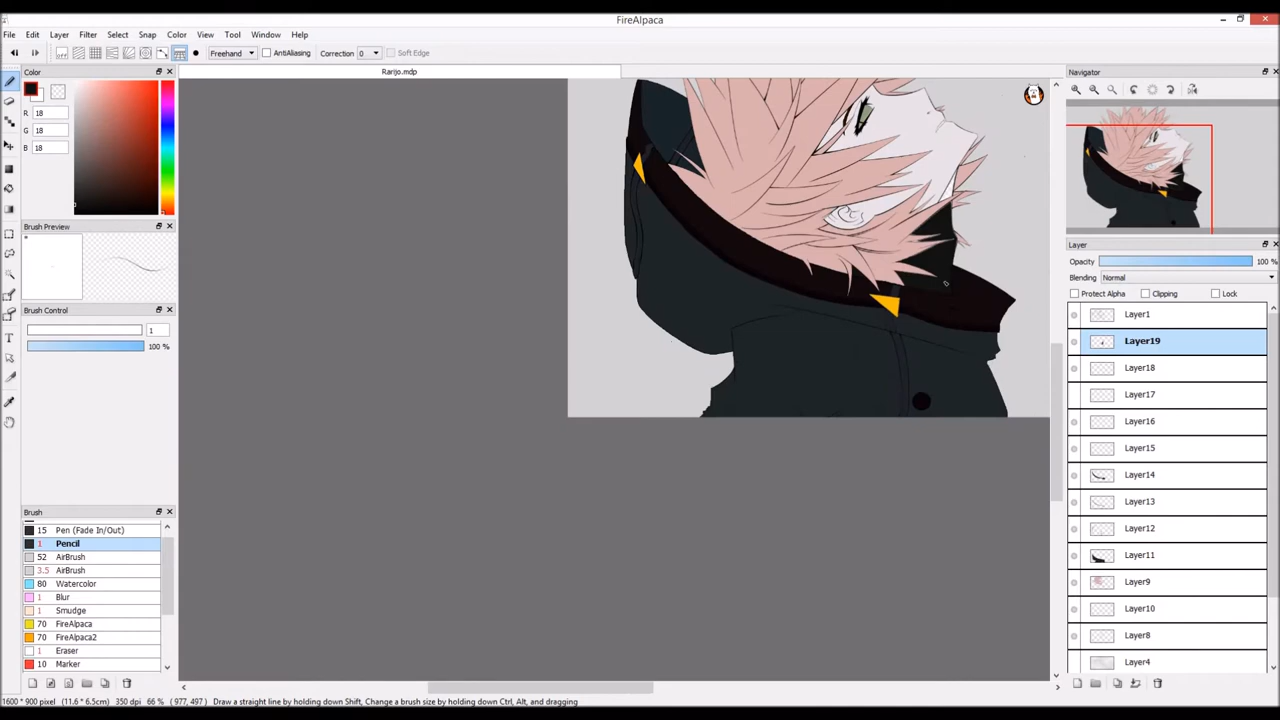 FireAlpaca
File Edit Layer Filter Select Snap Color View Tool Window Help
OFF Freehand AntiAliasing Correction 0 Soft Edge
Rarijo.mdp
Color
R 18
G 18
B 18
Brush Preview
Brush Control
1
100 %
Brush
15 Pen (Fade In/Out)
1 Pencil
52 AirBrush
3.5 AirBrush
80 Watercolor
1 Blur
1 Smudge
70 FireAlpaca
70 FireAlpaca2
1 Eraser
10 Marker
Navigator
Layer
Opacity 100 %
Blending Normal
Protect Alpha Clipping Lock
Layer1
Layer19
Layer18
Layer17
Layer16
Layer15
Layer14
Layer13
Layer12
Layer11
Layer9
Layer10
Layer8
Layer4
1600 * 900 pixel (11.6 * 6.5cm) 350 dpi 66 % ( 977, 497 ) Draw a straight line by holding down Shift, Change a brush size by holding down Ctrl, Alt, and dragging